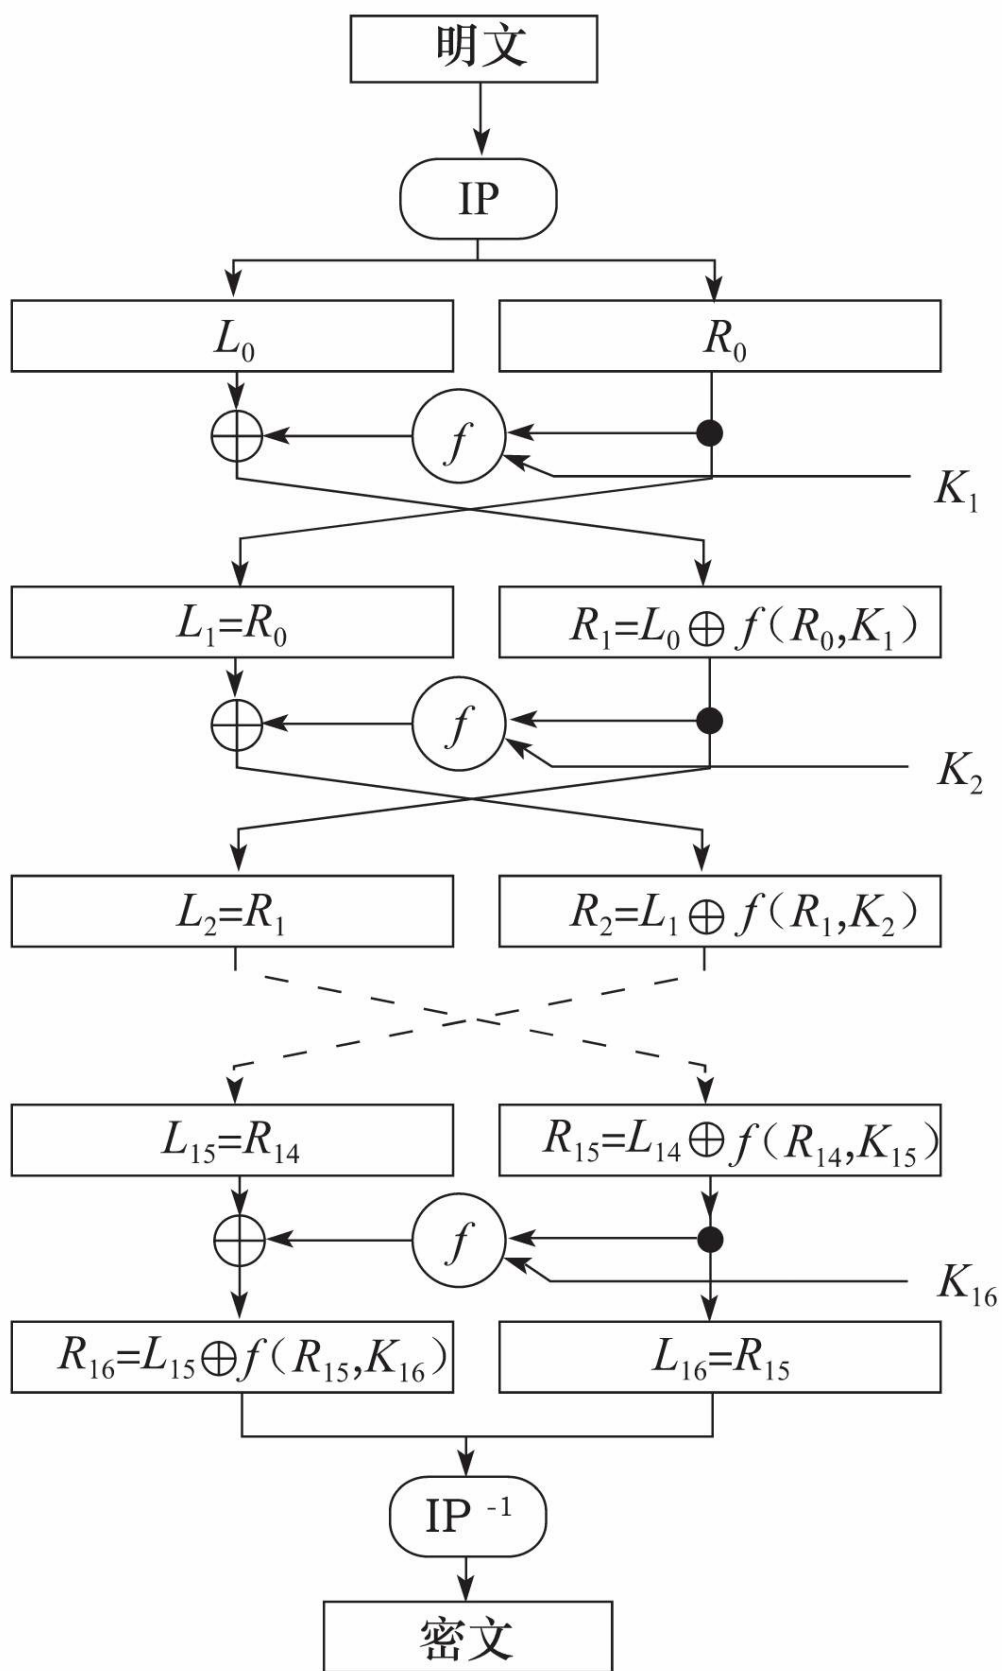 明文
IP
L₀
R₀
f
K₁
L₁=R₀
R₁=L₀⊕f(R₀,K₁)
f
K₂
L₂=R₁
R₂=L₁⊕f(R₁,K₂)
L₁₅=R₁₄
R₁₅=L₁₄⊕f(R₁₄,K₁₅)
f
K₁₆
R₁₆=L₁₅⊕f(R₁₅,K₁₆)
L₁₆=R₁₅
IP⁻¹
密文